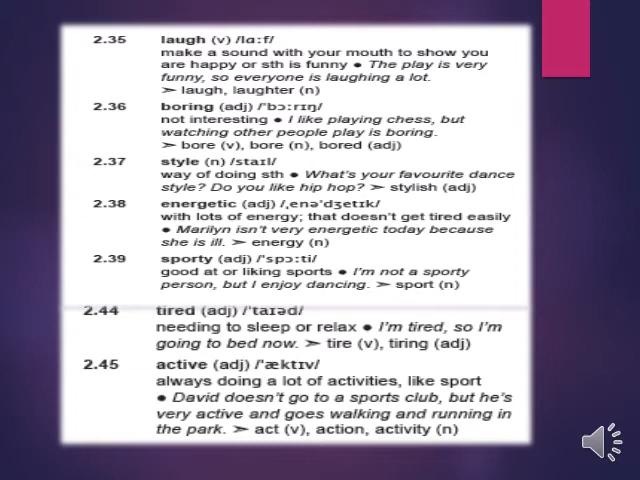 2.35 laugh (v) /lɑːf/
make a sound with your mouth to show you
are happy or sth is funny ● The play is very
funny, so everyone is laughing a lot.
➣ laugh, laughter (n)
2.36 boring (adj) /ˈbɔːrɪŋ/
not interesting ● I like playing chess, but
watching other people play is boring.
➣ bore (v), bore (n), bored (adj)
2.37 style (n) /staɪl/
way of doing sth ● What's your favourite dance
style? Do you like hip hop? ➣ stylish (adj)
2.38 energetic (adj) /ˌenəˈdʒetɪk/
with lots of energy; that doesn't get tired easily
● Marilyn isn't very energetic today because
she is ill. ➣ energy (n)
2.39 sporty (adj) /ˈspɔːti/
good at or liking sports ● I'm not a sporty
person, but I enjoy dancing. ➣ sport (n)
2.44 tired (adj) /ˈtaɪəd/
needing to sleep or relax ● I'm tired, so I'm
going to bed now. ➣ tire (v), tiring (adj)
2.45 active (adj) /ˈæktɪv/
always doing a lot of activities, like sport
● David doesn't go to a sports club, but he's
very active and goes walking and running in
the park. ➣ act (v), action, activity (n)